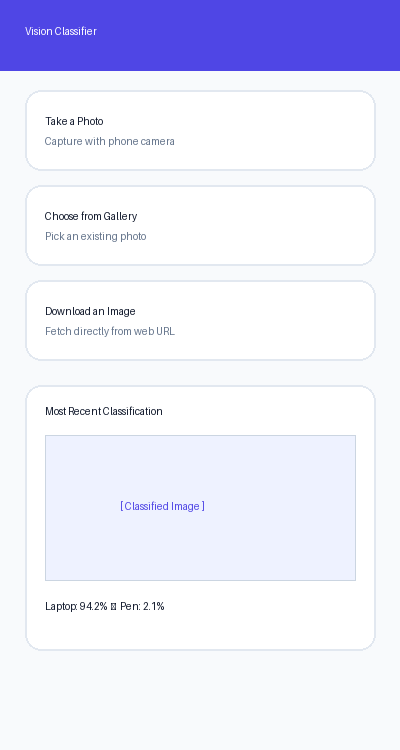 Vision Classifier
Take a Photo
Capture with phone camera
Choose from Gallery
Pick an existing photo
Download an Image
Fetch directly from web URL
Most Recent Classification
[ Classified Image ]
Laptop: 94.2% Pen: 2.1%